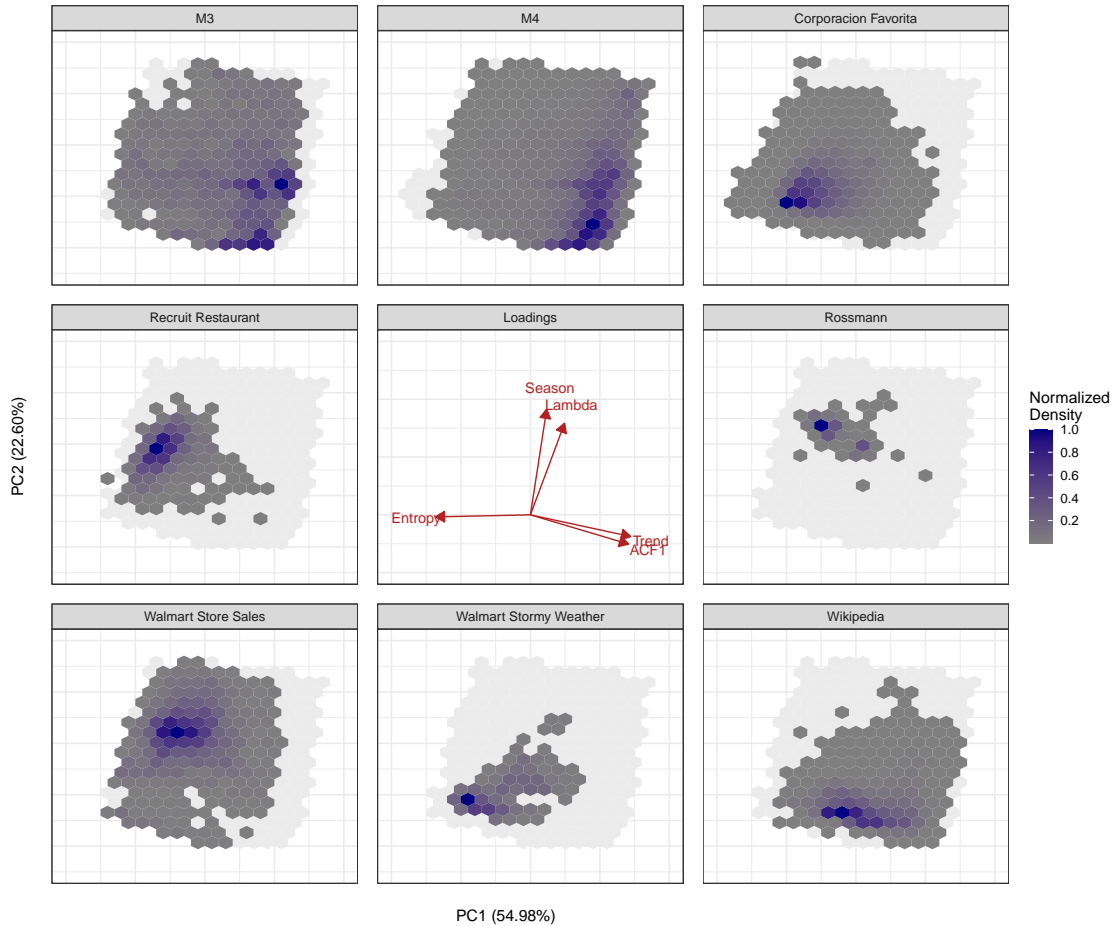 M3
M4
Corporacion Favorita
Recruit Restaurant
Loadings
Rossmann
Season
Lambda
Entropy
Trend
ACF1
PC2 (22.60%)
Normalized
Density
1.0
0.8
0.6
0.4
0.2
Walmart Store Sales
Walmart Stormy Weather
Wikipedia
PC1 (54.98%)